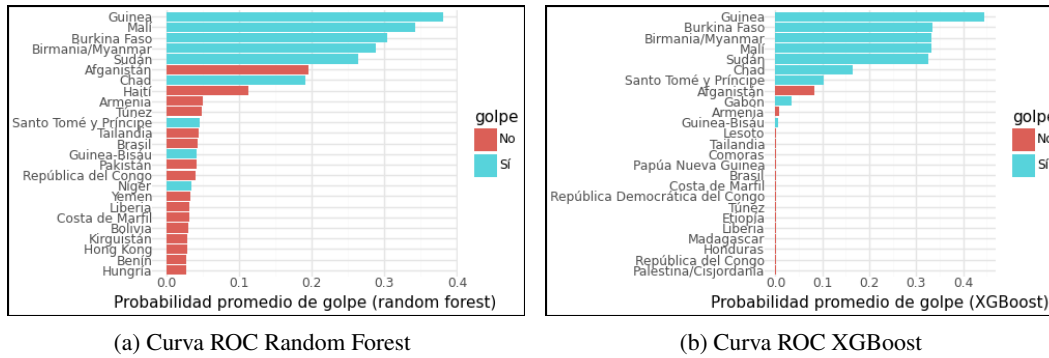 Guinea
Malí
Burkina Faso
Birmania/Myanmar
Sudán
Afganistán
Chad
Haití
Armenia
Túnez
Santo Tomé y Príncipe
Tailandia
Brasil
Guinea-Bisáu
Pakistán
República del Congo
Níger
Yemen
Liberia
Costa de Marfil
Bolivia
Kirguistán
Hong Kong
Benín
Hungría
0.0 0.1 0.2 0.3 0.4
Probabilidad promedio de golpe (random forest)
golpe
No
Sí
(a) Curva ROC Random Forest
Guinea
Burkina Faso
Birmania/Myanmar
Malí
Sudán
Chad
Santo Tomé y Príncipe
Afganistán
Gabón
Armenia
Guinea-Bisáu
Lesoto
Tailandia
Comoras
Papúa Nueva Guinea
Brasil
Costa de Marfil
República Democrática del Congo
Túnez
Etiopía
Liberia
Madagascar
Honduras
República del Congo
Palestina/Cisjordania
0.0 0.1 0.2 0.3 0.4
Probabilidad promedio de golpe (XGBoost)
golpe
No
Sí
(b) Curva ROC XGBoost